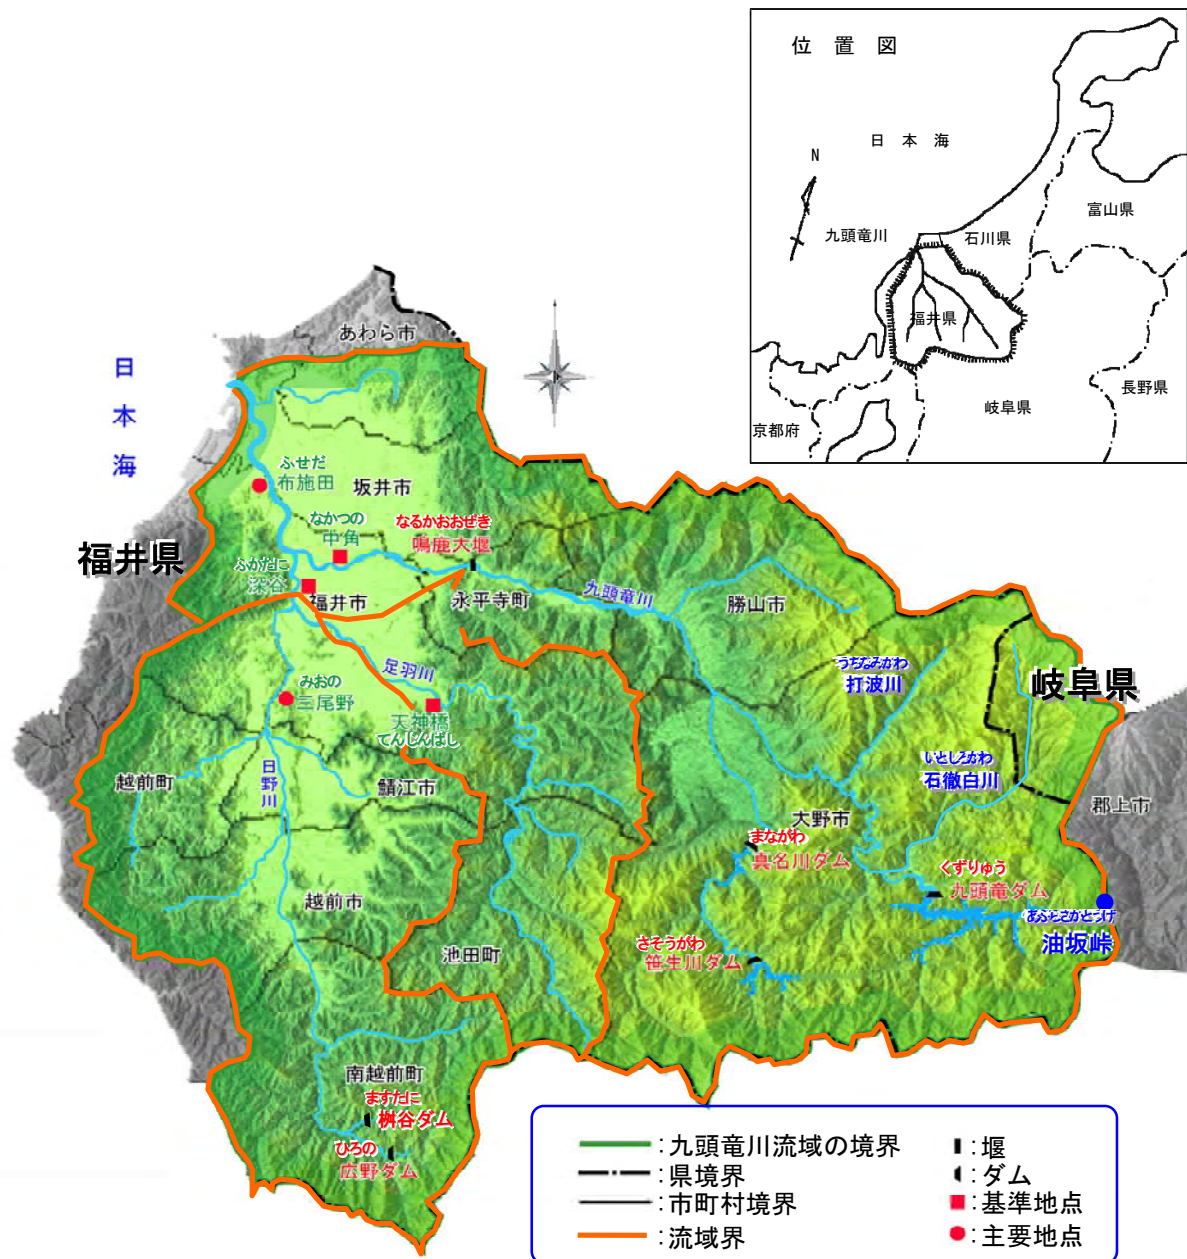 位置図
N
日本海
九頭竜川
石川県
富山県
福井県
長野県
岐阜県
京都府
あわら市
日本海
ふせだ
布施田
坂井市
なかつの
中角
なるかおおぜき
鳴鹿大堰
福井県
ふかだに
深谷
福井市
永平寺町
九頭竜川
勝山市
足羽川
うちなみがわ
打波川
岐阜県
みおの
三尾野
天神橋
てんじんばし
いとしろがわ
石徹白川
越前町
日野川
鯖江市
郡上市
大野市
まながわ
真名川ダム
くずりゅう
九頭竜ダム
越前市
あぶらさかとうげ
油坂峠
池田町
さそうがわ
笹生川ダム
南越前町
ますたに
桝谷ダム
ひろの
広野ダム
:九頭竜川流域の境界
:県境界
:市町村境界
:流域界
:堰
:ダム
:基準地点
:主要地点